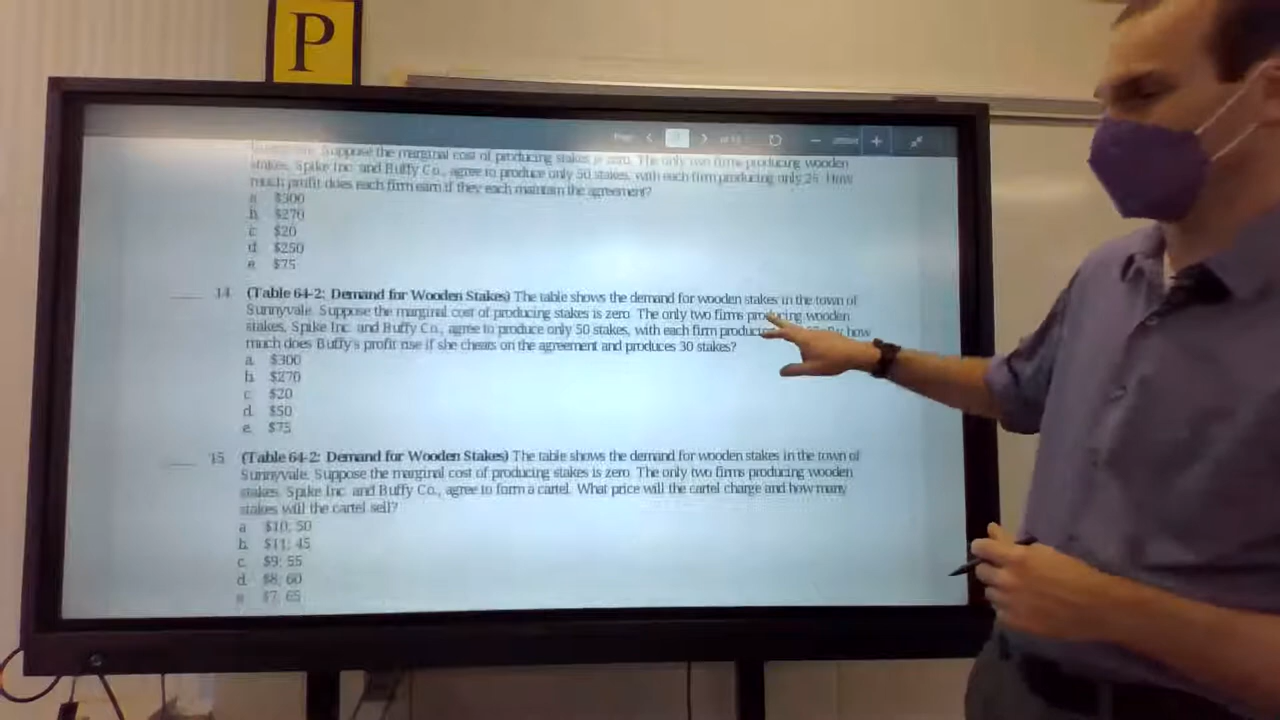 P
Page of
Suppose the marginal cost of producing stakes is zero. The only two firms producing wooden
stakes, Spike Inc. and Buffy Co., agree to produce only 50 stakes, with each firm producing only 25. How
much profit does each firm earn if they each maintain the agreement?
a. $300
b. $270
c. $20
d. $250
e. $75
14. (Table 64-2: Demand for Wooden Stakes) The table shows the demand for wooden stakes in the town of
Sunnyvale. Suppose the marginal cost of producing stakes is zero. The only two firms producing wooden
stakes, Spike Inc. and Buffy Co., agree to produce only 50 stakes, with each firm By how
much does Buffy's profit rise if she cheats on the agreement and produces 30 stakes?
a. $300
b. $270
c. $20
d. $50
e. $75
15. (Table 64-2: Demand for Wooden Stakes) The table shows the demand for wooden stakes in the town of
Sunnyvale. Suppose the marginal cost of producing stakes is zero. The only two firms producing wooden
stakes, Spike Inc. and Buffy Co., agree to form a cartel. What price will the cartel charge and how many
stakes will the cartel sell?
a. $10; 50
b. $11; 45
c. $9; 55
d. $8; 60
e. $7; 65